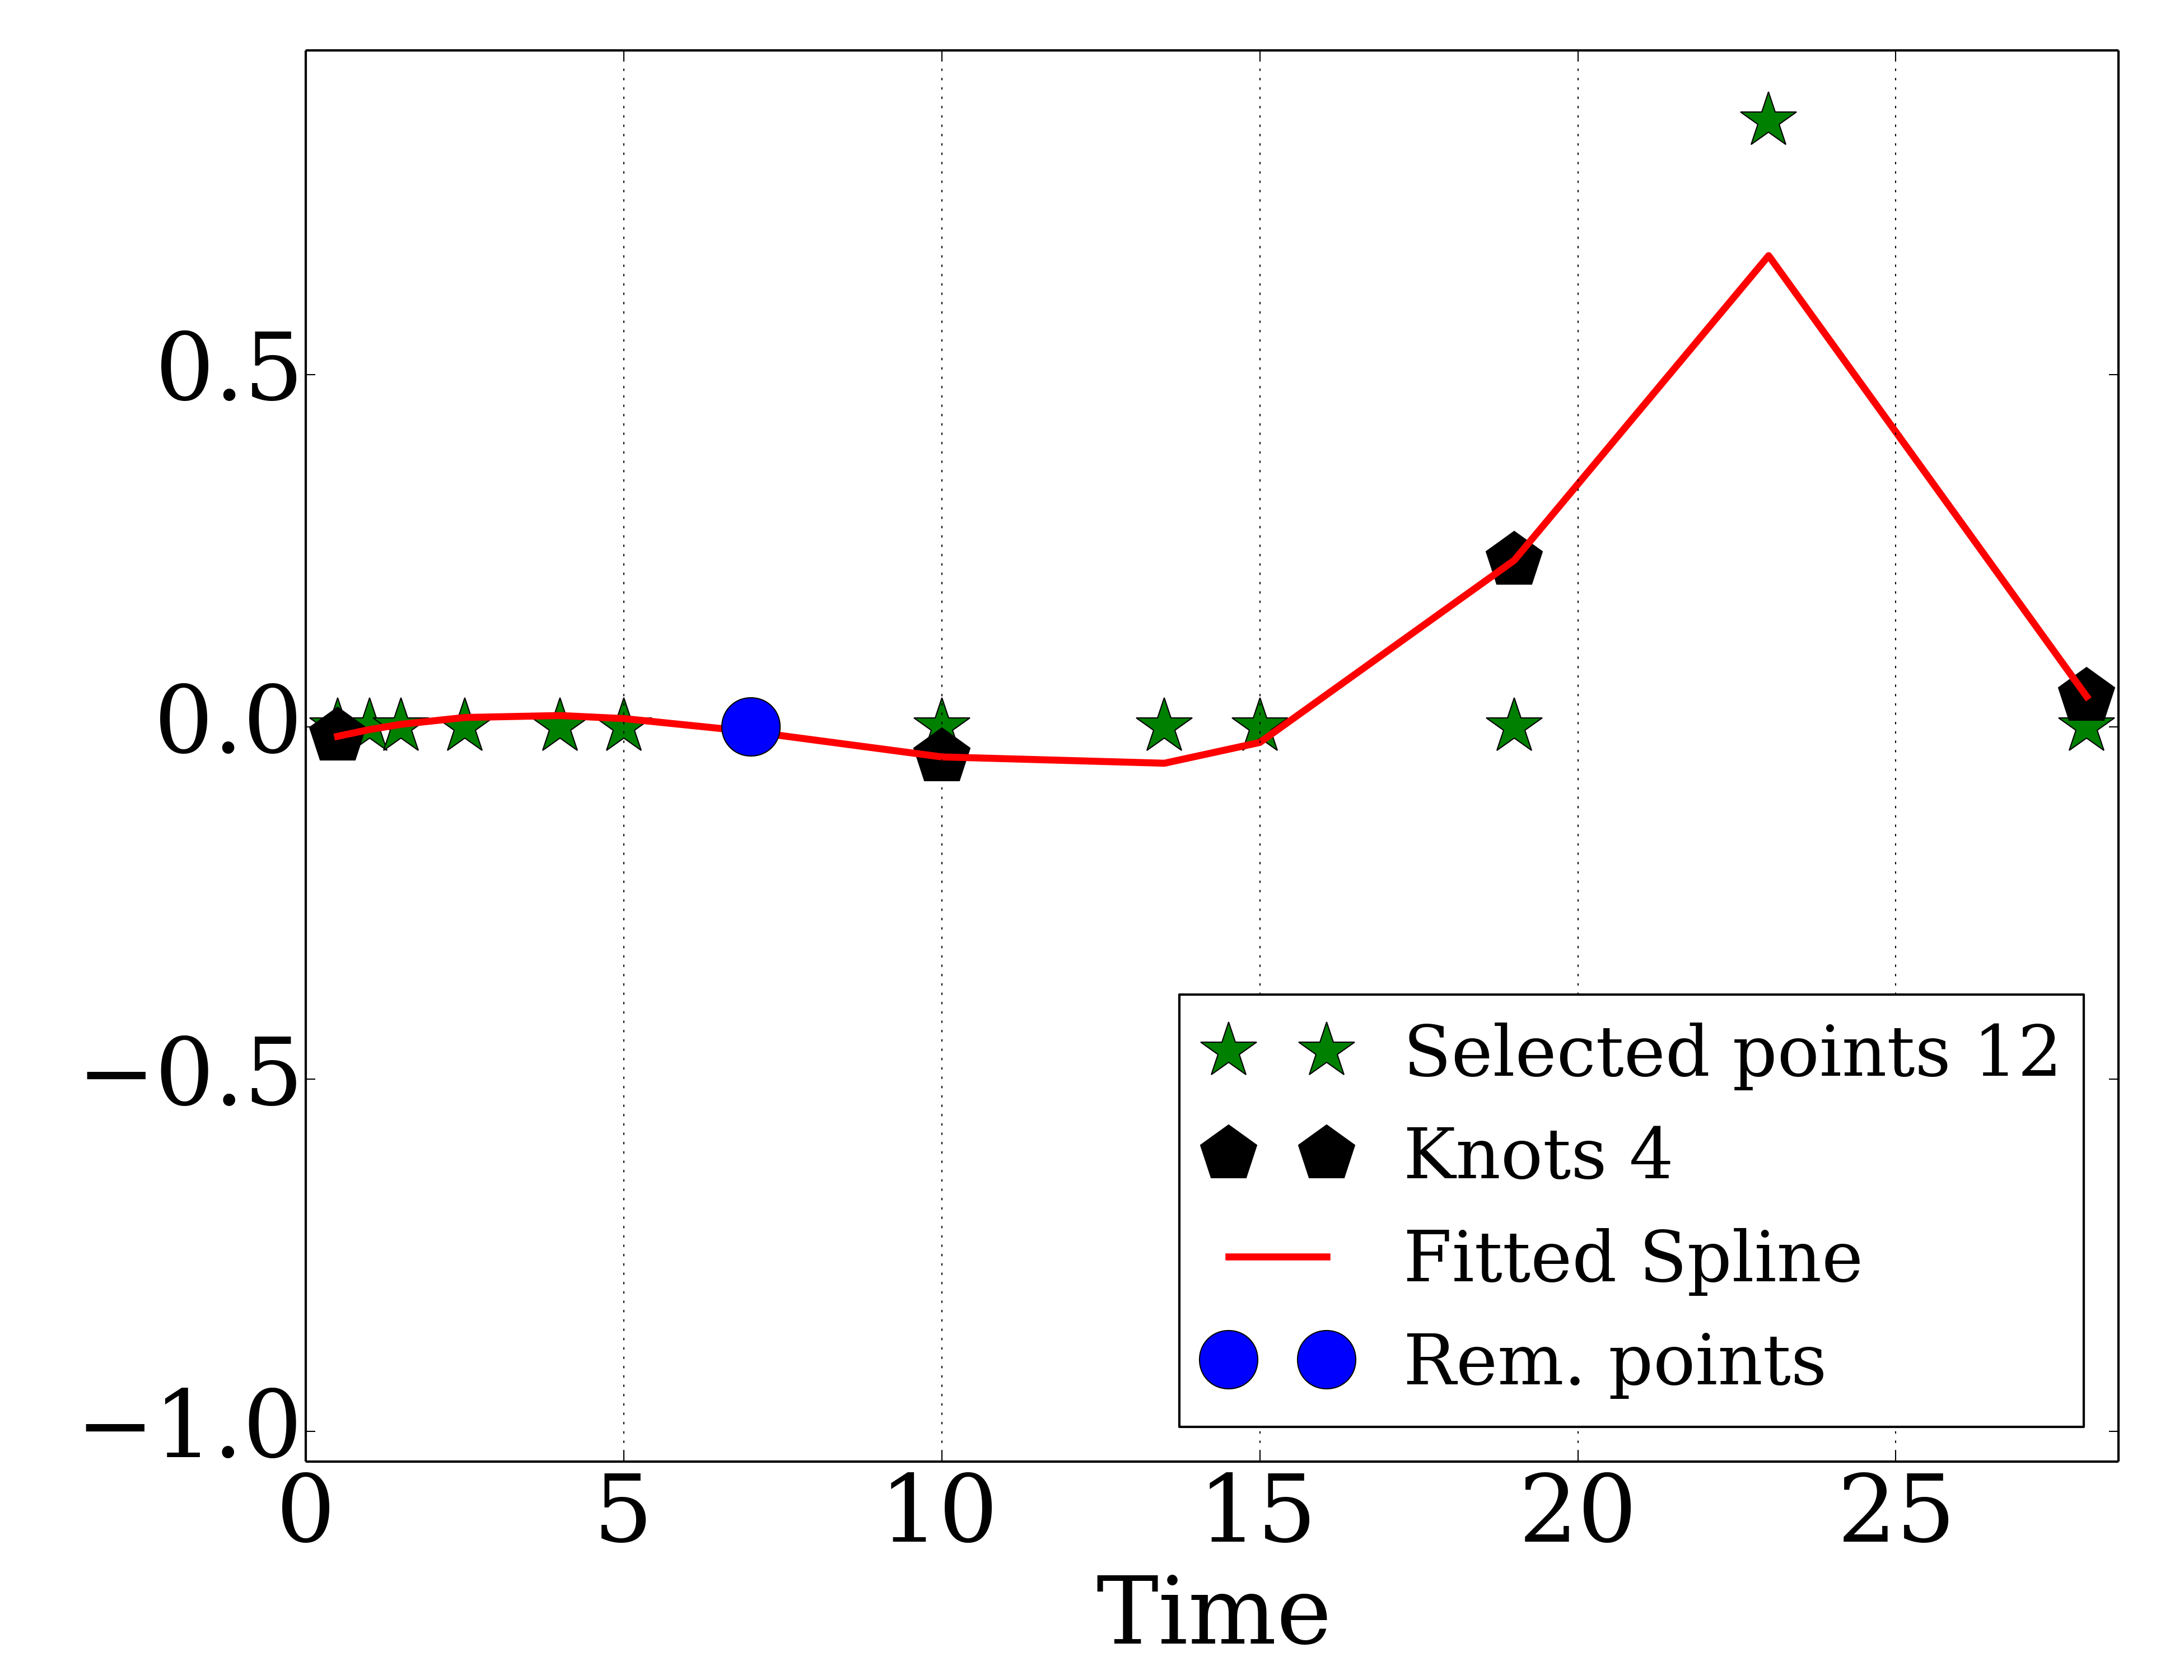 0.5
0.0
−0.5
−1.0
Selected points 12
Knots 4
Fitted Spline
Rem. points
0 5 10 15 20 25
Time